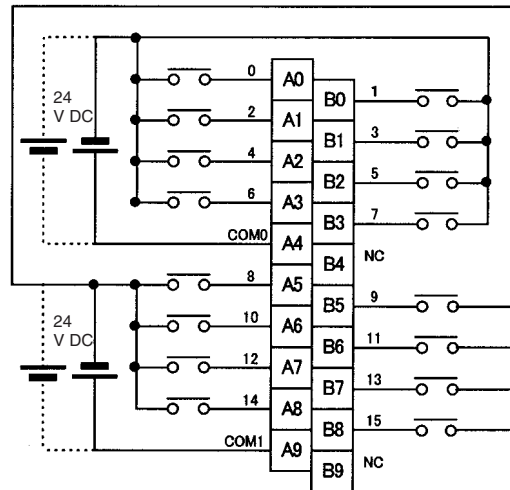 0 A0
B0 1
24
V DC
2 A1
B1 3
4 A2
B2 5
6 A3
B3 7
COM0 A4
B4 NC
8 A5
B5 9
24
V DC
10 A6
B6 11
12 A7
B7 13
14 A8
B8 15
COM1 A9
B9 NC